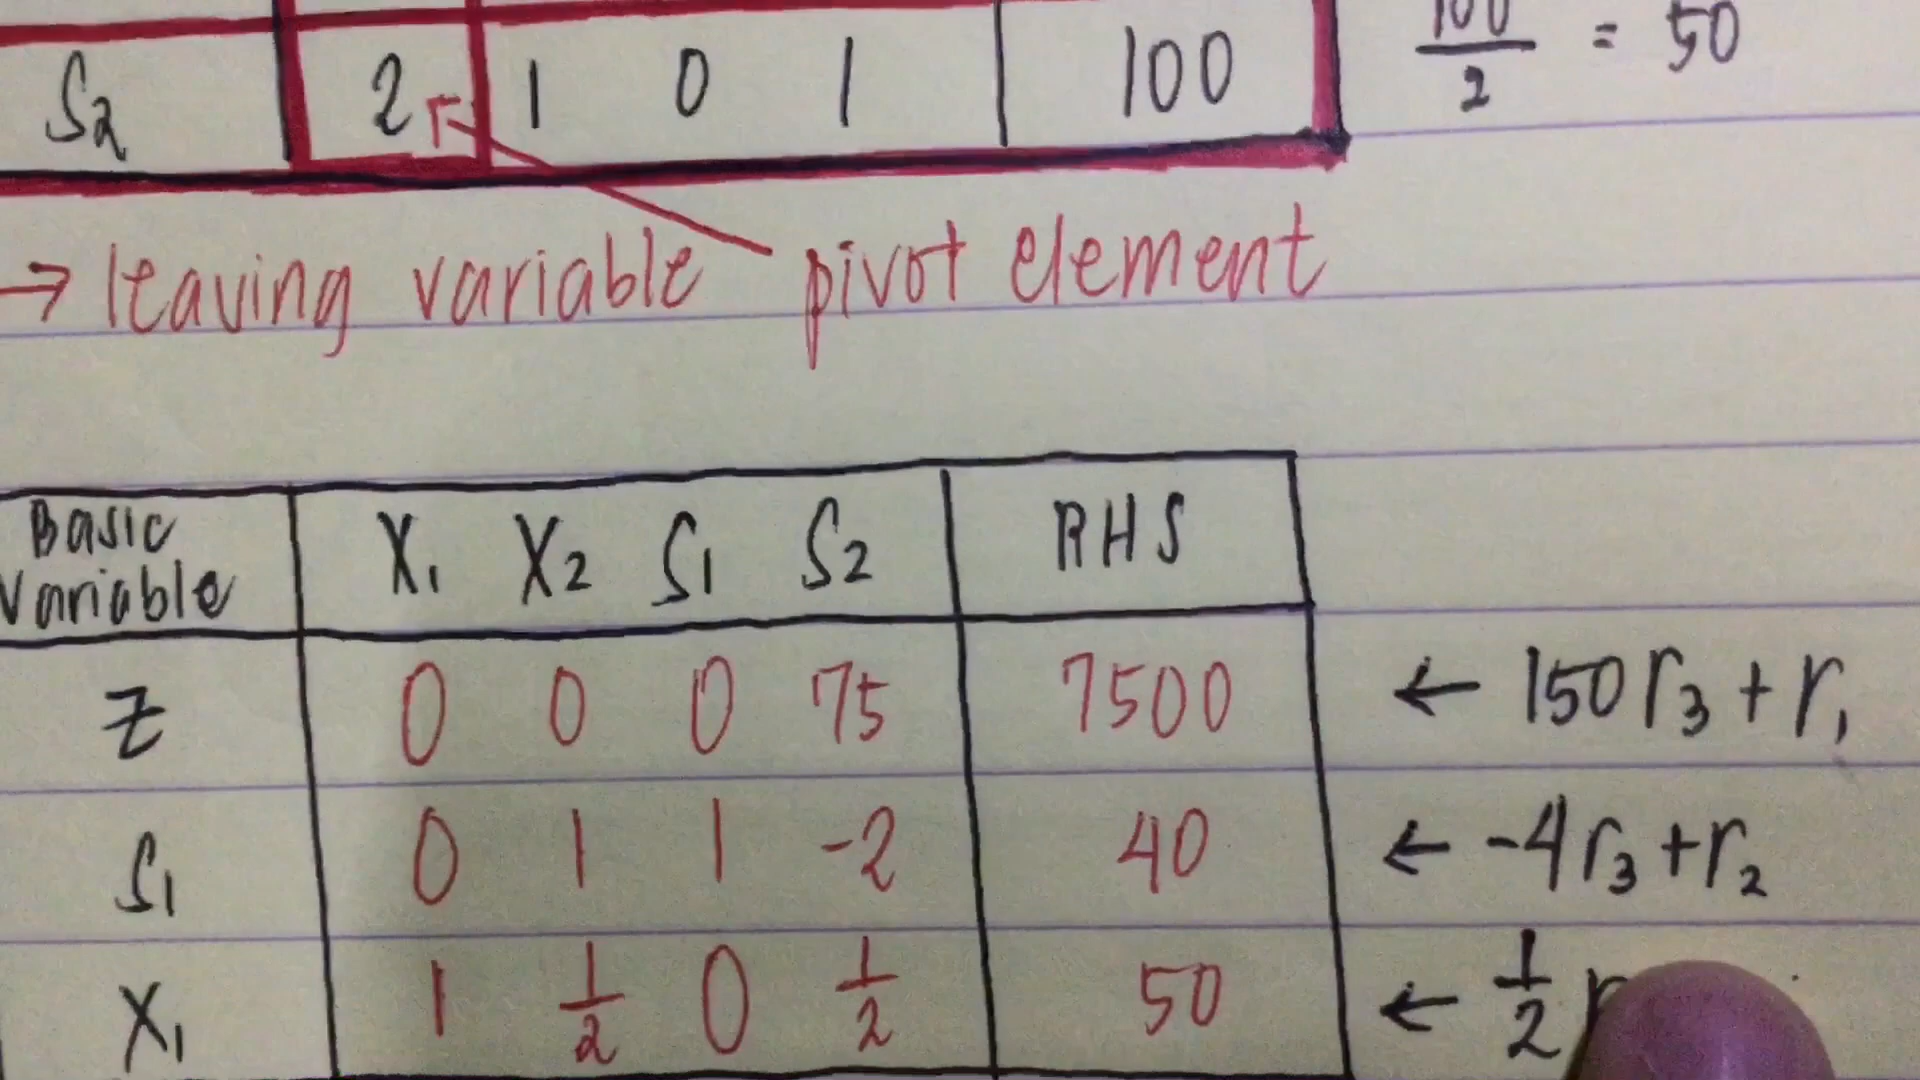 S2 2 1 0 1 100 100/2 = 50
→ leaving variable pivot element
Basic Variable X1 X2 S1 S2 RHS
Z 0 0 0 75 7500 ← 150r3 + r1
S1 0 1 1 -2 40 ← -4r3 + r2
X1 1 1/2 0 1/2 50 ← 1/2